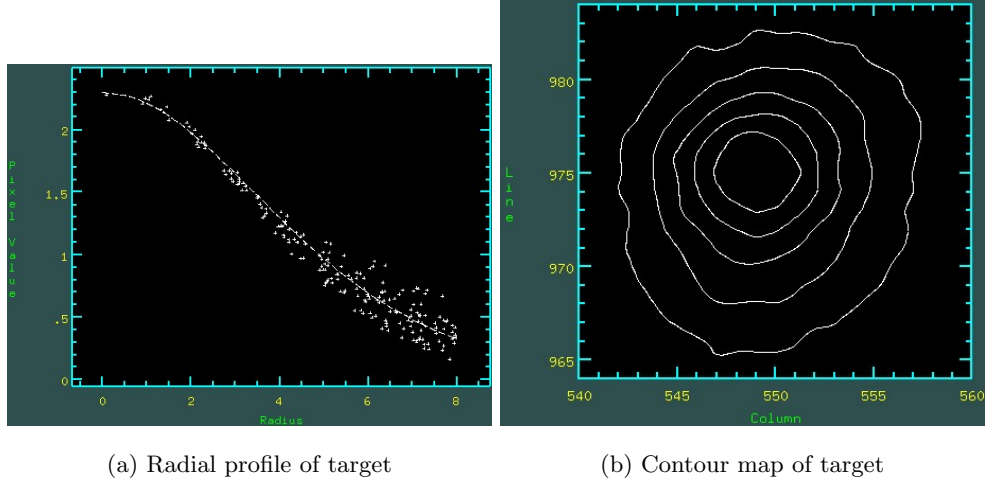 2
1.5
1
.5
0
Pixel Value
0 2 4 6 8
Radius
(a) Radial profile of target
980
975
970
965
Line
540 545 550 555 560
Column
(b) Contour map of target